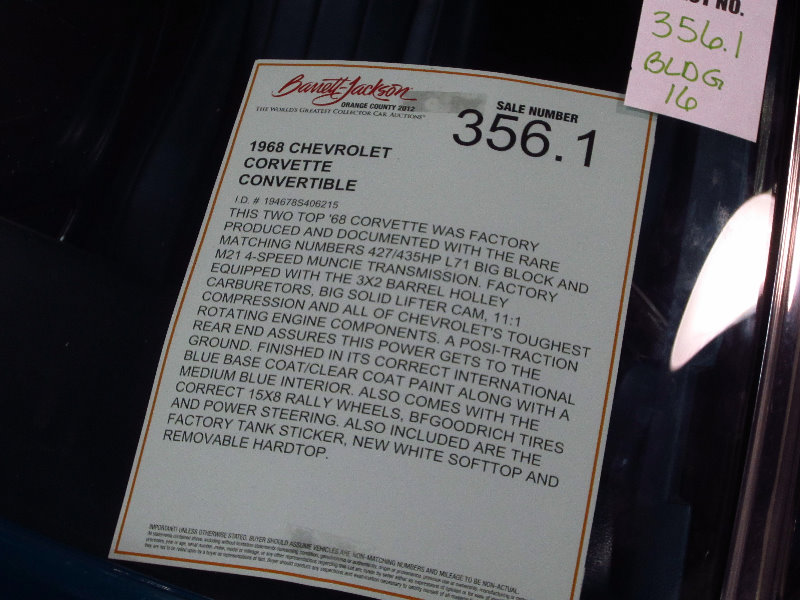 LOT NO.
356.1
BLDG
16
Barrett-Jackson
ORANGE COUNTY 2012
THE WORLD'S GREATEST COLLECTOR CAR AUCTIONS
SALE NUMBER
356.1
1968 CHEVROLET
CORVETTE
CONVERTIBLE
I.D. # 194678S406215
THIS TWO TOP '68 CORVETTE WAS FACTORY
PRODUCED AND DOCUMENTED WITH THE RARE
MATCHING NUMBERS 427/435HP L71 BIG BLOCK AND
M21 4-SPEED MUNCIE TRANSMISSION. FACTORY
EQUIPPED WITH THE 3X2 BARREL HOLLEY
CARBURETORS, BIG SOLID LIFTER CAM, 11:1
COMPRESSION AND ALL OF CHEVROLET'S TOUGHEST
ROTATING ENGINE COMPONENTS. A POSI-TRACTION
REAR END ASSURES THIS POWER GETS TO THE
GROUND. FINISHED IN ITS CORRECT INTERNATIONAL
BLUE BASE COAT/CLEAR COAT PAINT ALONG WITH A
MEDIUM BLUE INTERIOR. ALSO COMES WITH THE
CORRECT 15X8 RALLY WHEELS, BFGOODRICH TIRES
AND POWER STEERING. ALSO INCLUDED ARE THE
FACTORY TANK STICKER, NEW WHITE SOFTTOP AND
REMOVABLE HARDTOP.
IMPORTANT! UNLESS OTHERWISE STATED, BUYER SHOULD ASSUME VEHICLES ARE NON-MATCHING NUMBERS AND MILEAGE TO BE NON-ACTUAL.